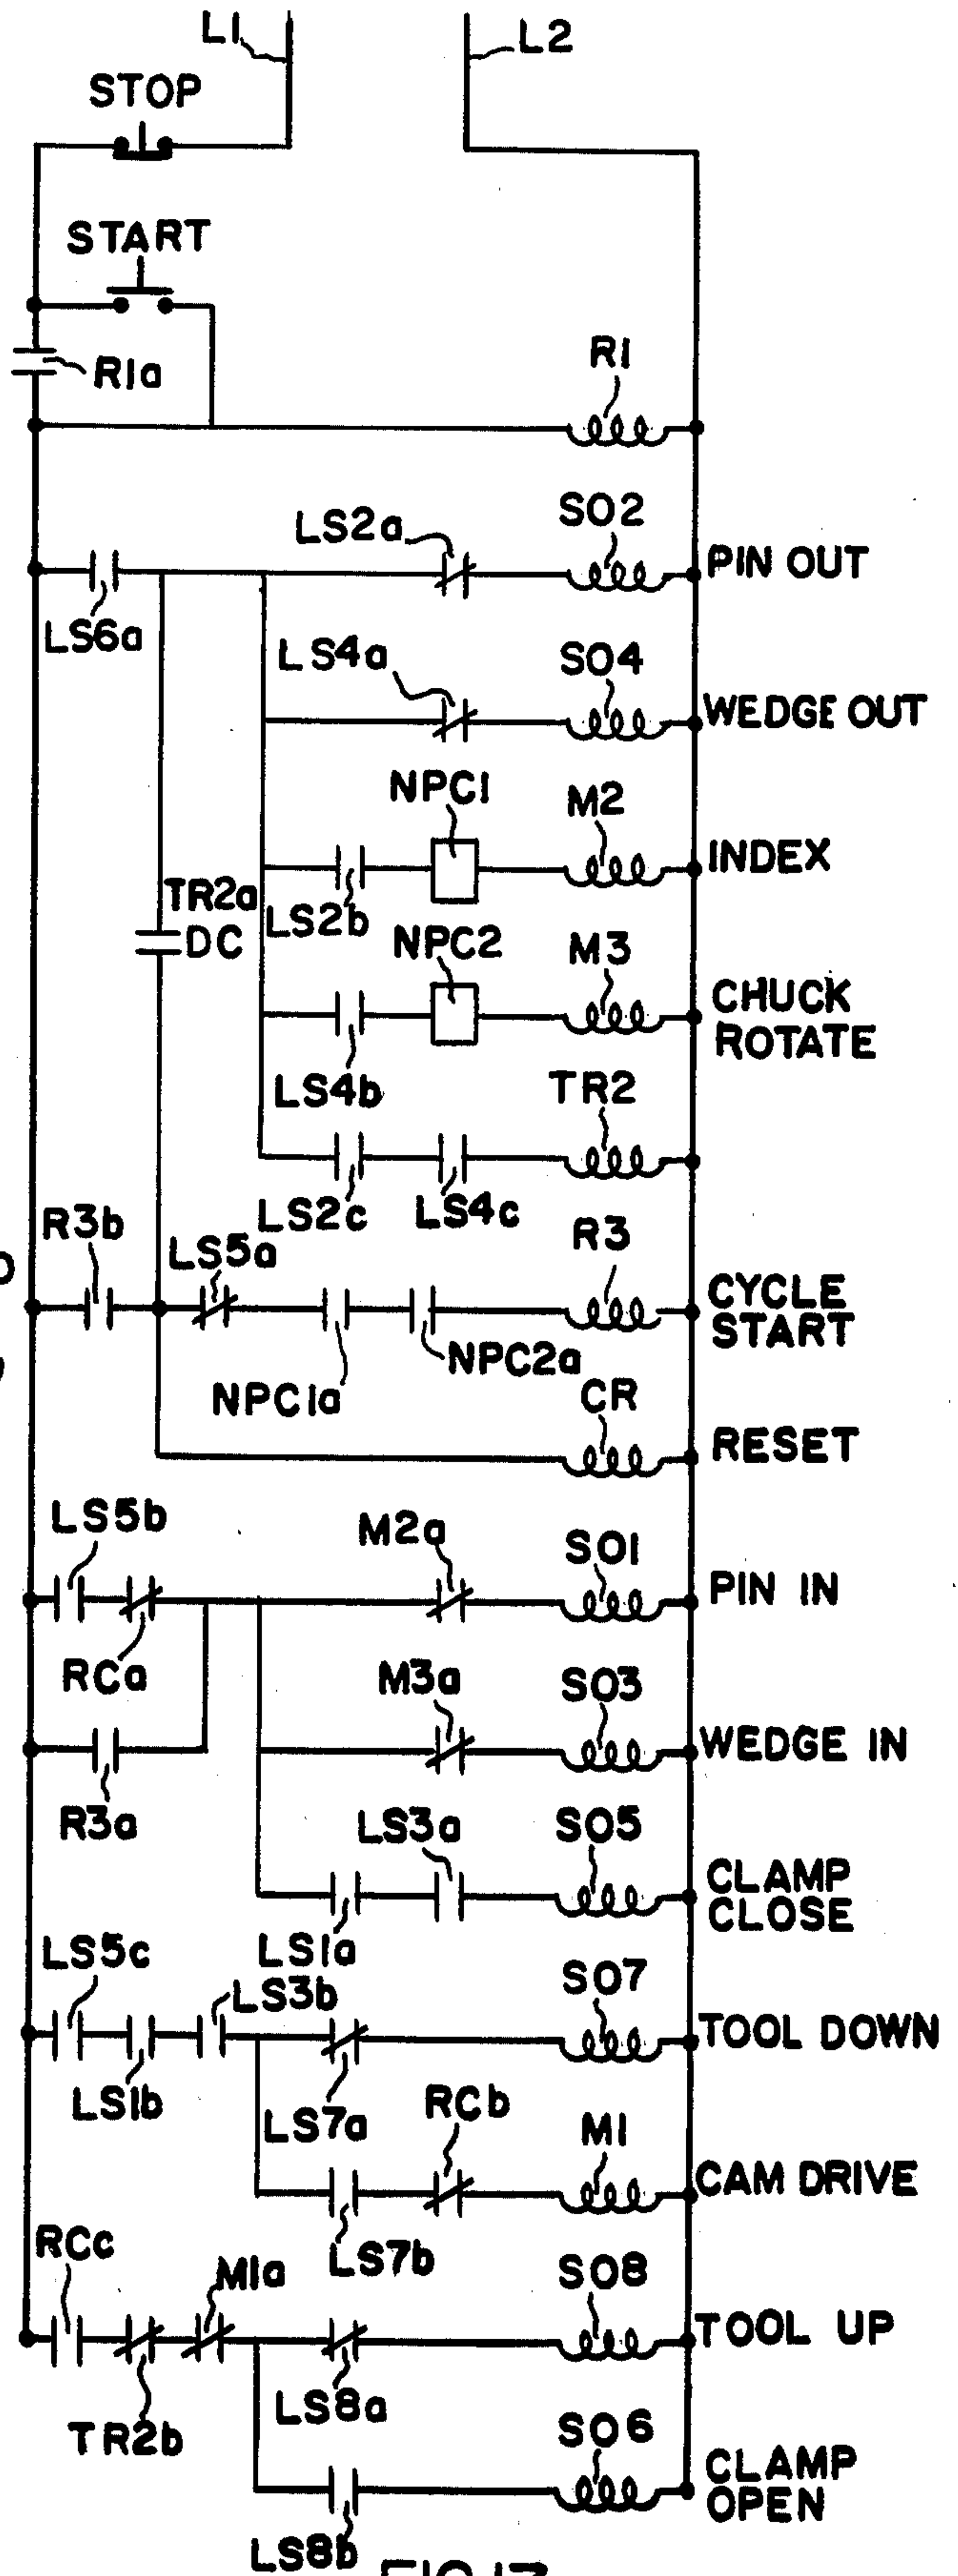 L1
L2
STOP
START
R1a
R1
SO2
LS2a
PIN OUT
LS6a
LS4a
SO4
WEDGE OUT
NPC1
M2
INDEX
TR2a
DC
LS2b
NPC2
M3
CHUCK
ROTATE
LS4b
TR2
LS2c
LS4c
R3b
LS5a
R3
CYCLE
START
NPC2a
NPC1a
CR
RESET
LS5b
M2a
SO1
PIN IN
RCa
M3a
SO3
WEDGE IN
R3a
LS3a
SO5
CLAMP
CLOSE
LS1a
LS5c
LS3b
SO7
TOOL DOWN
LS1b
LS7a
RCb
M1
CAM DRIVE
RCc
M1a
LS7b
SO8
TOOL UP
LS8a
TR2b
SO6
CLAMP
OPEN
LS8b